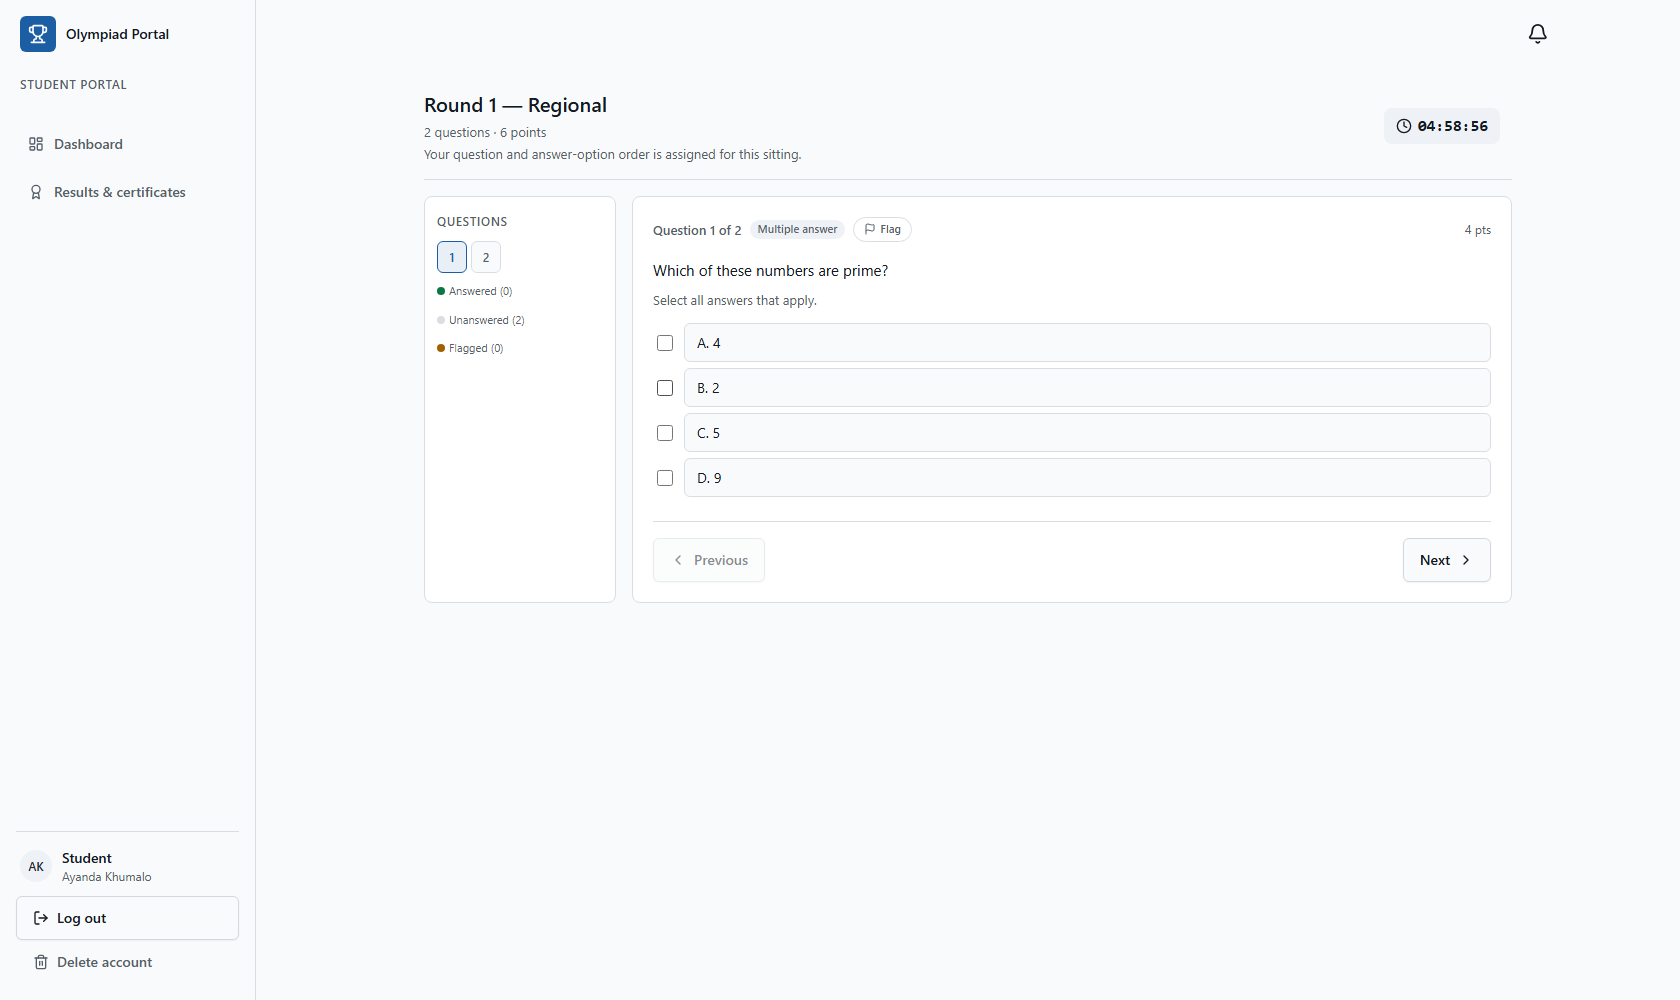 Olympiad Portal
STUDENT PORTAL
Dashboard
Results & certificates
AK
Student
Ayanda Khumalo
Log out
Delete account
Round 1 — Regional
2 questions · 6 points
Your question and answer-option order is assigned for this sitting.
04:58:56
QUESTIONS
1 2
Answered (0)
Unanswered (2)
Flagged (0)
Question 1 of 2 Multiple answer Flag 4 pts
Which of these numbers are prime?
Select all answers that apply.
A. 4
B. 2
C. 5
D. 9
Previous
Next